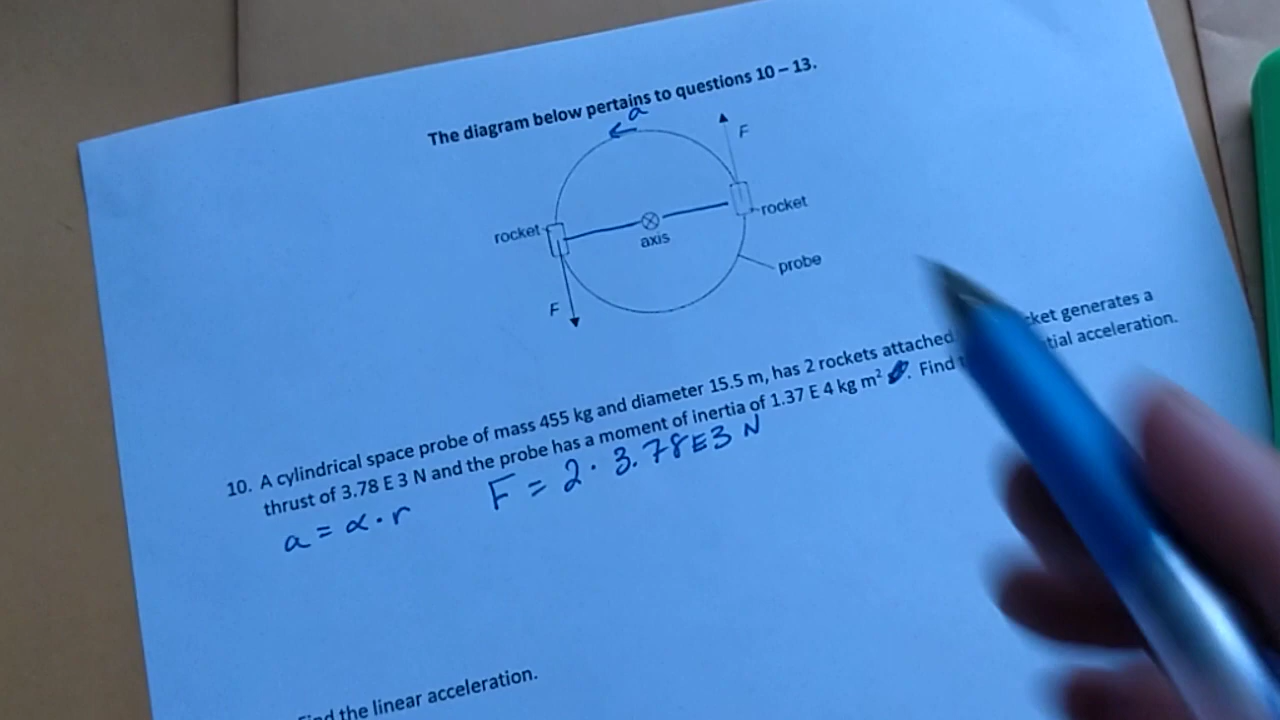 The diagram below pertains to questions 10 – 13.
a
F
rocket
rocket
axis
probe
F
10. A cylindrical space probe of mass 455 kg and diameter 15.5 m, has 2 rockets attached. generates a
thrust of 3.78 E 3 N and the probe has a moment of inertia of 1.37 E 4 kg m² . Find acceleration.
a = α · r F = 2 · 3.78E3 N
the linear acceleration.